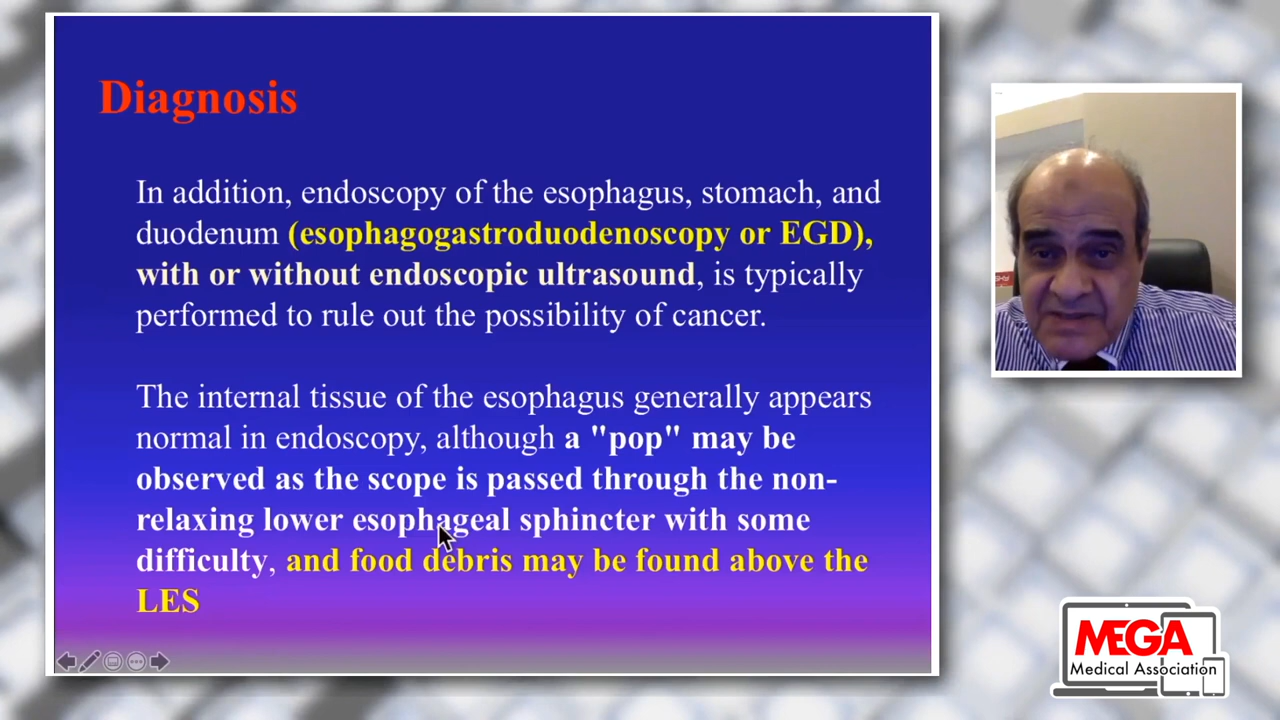 Diagnosis
In addition, endoscopy of the esophagus, stomach, and
duodenum (esophagogastroduodenoscopy or EGD),
with or without endoscopic ultrasound, is typically
performed to rule out the possibility of cancer.
The internal tissue of the esophagus generally appears
normal in endoscopy, although a "pop" may be
observed as the scope is passed through the non-
relaxing lower esophageal sphincter with some
difficulty, and food debris may be found above the
LES
MEGA
Medical Association